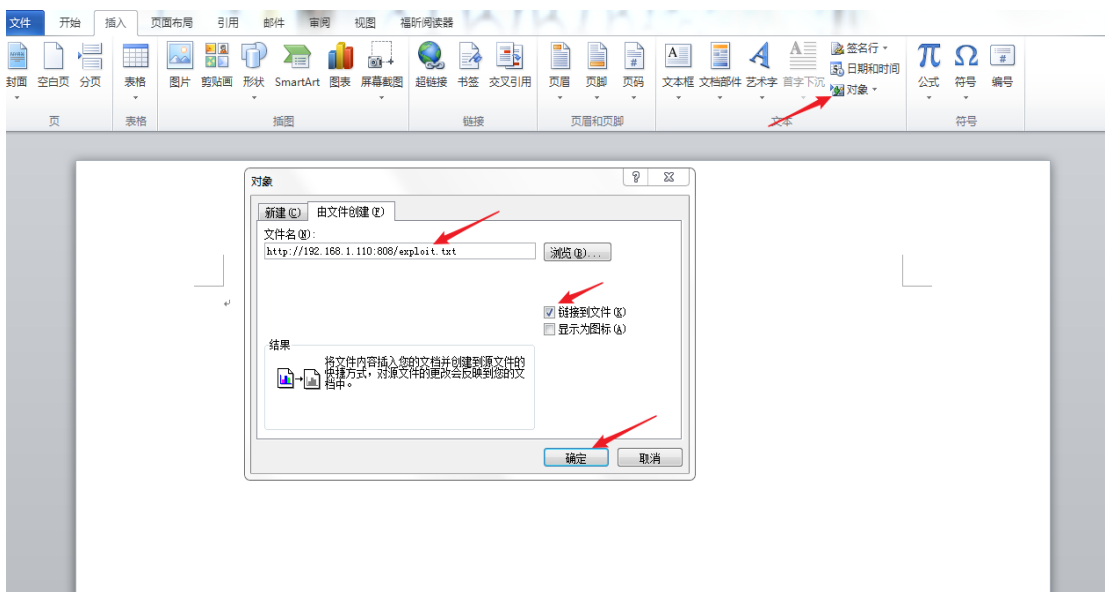 文件 开始 插入 页面布局 引用 邮件 审阅 视图 福昕阅读器
封面 空白页 分页 表格 图片 剪贴画 形状 SmartArt 图表 屏幕截图 超链接 书签 交叉引用 页眉 页脚 页码 文本框 文档部件 艺术字 首字下沉 签名行 日期和时间 对象 公式 符号 编号
页 表格 插图 链接 页眉和页脚 文本 符号
对象
新建(C) 由文件创建(F)
文件名(N):
http://192.168.1.110:808/exploit.txt 浏览(B)...
链接到文件(K)
显示为图标(A)
结果
将文件内容插入您的文档并创建到源文件的
快捷方式，对源文件的更改会反映到您的文
档中。
确定 取消